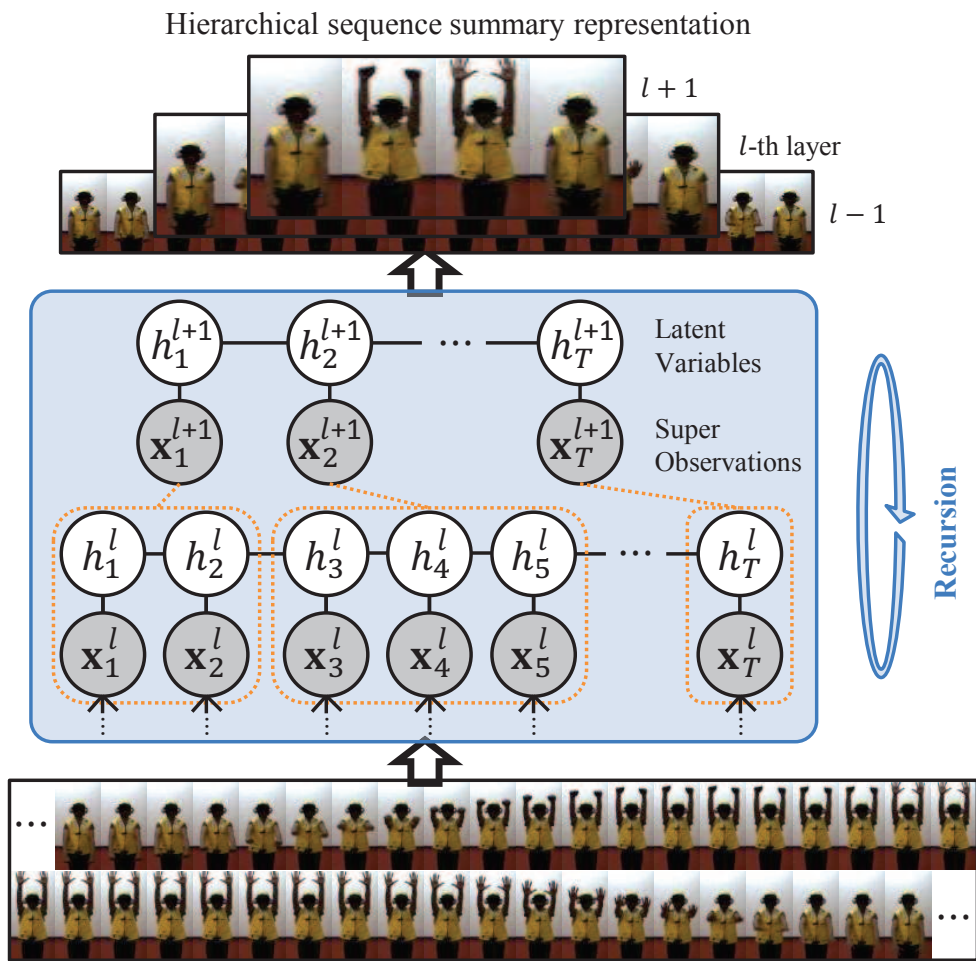 Hierarchical sequence summary representation
l + 1
l-th layer
l − 1
h_1^{l+1} h_2^{l+1} ⋯ h_T^{l+1}
Latent
Variables
x_1^{l+1} x_2^{l+1} x_T^{l+1}
Super
Observations
h_1^l h_2^l h_3^l h_4^l h_5^l ⋯ h_T^l
x_1^l x_2^l x_3^l x_4^l x_5^l x_T^l
Recursion
⋯
⋯